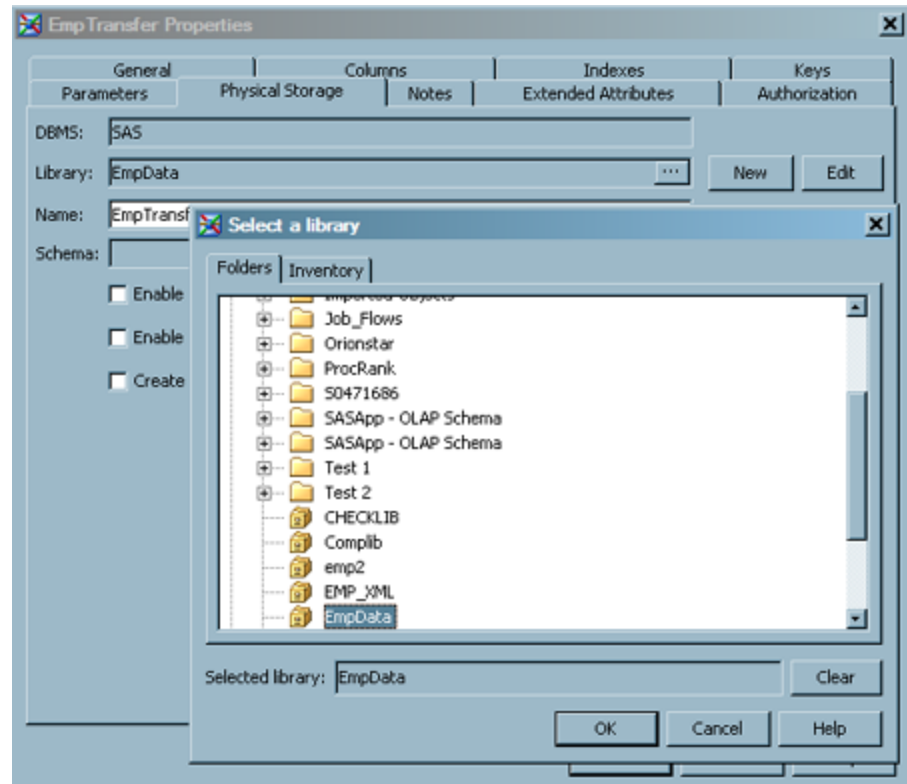 EmpTransfer Properties
General Columns Indexes Keys
Parameters Physical Storage Notes Extended Attributes Authorization
DBMS: SAS
Library: EmpData ... New Edit
Name: EmpTransf
Schema:
Enable
Enable
Create
Select a library
Folders Inventory
Imported Objects
Job_Flows
Orionstar
ProcRank
S0471686
SASApp - OLAP Schema
SASApp - OLAP Schema
Test 1
Test 2
CHECKLIB
Complib
emp2
EMP_XML
EmpData
Selected library: EmpData Clear
OK Cancel Help